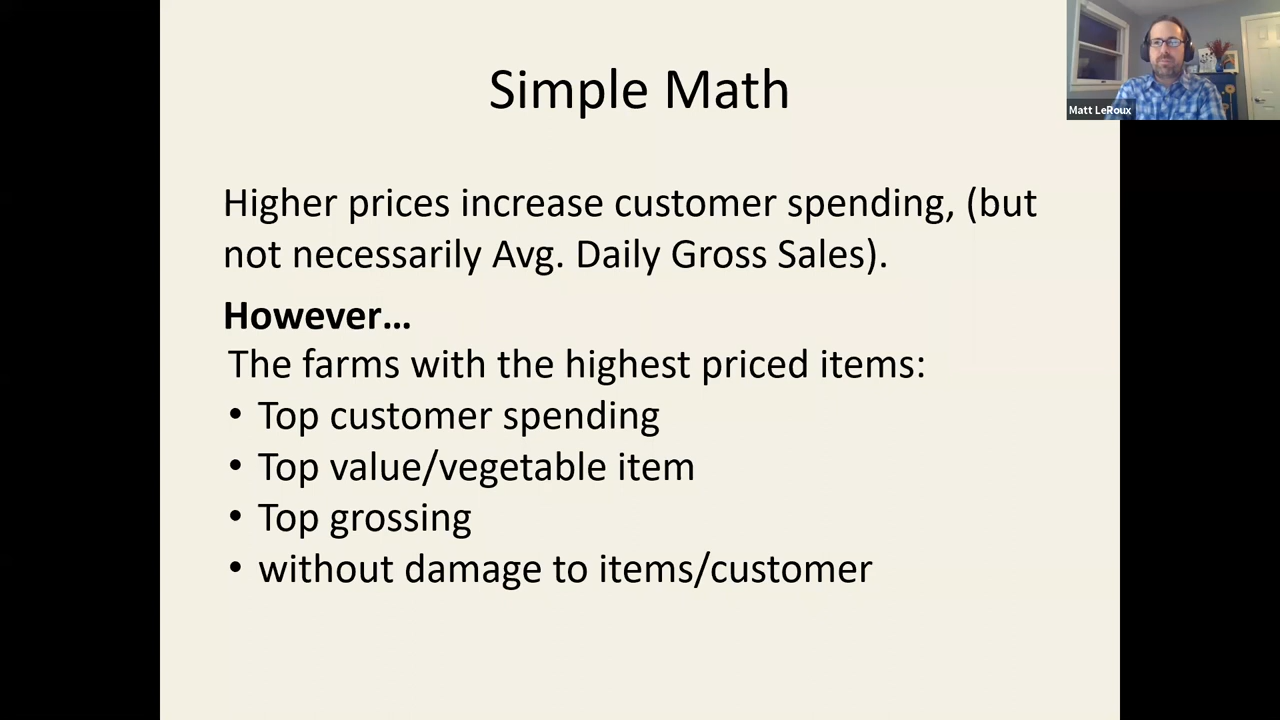 Simple Math
Matt LeRoux
Higher prices increase customer spending, (but
not necessarily Avg. Daily Gross Sales).
However…
The farms with the highest priced items:
• Top customer spending
• Top value/vegetable item
• Top grossing
• without damage to items/customer